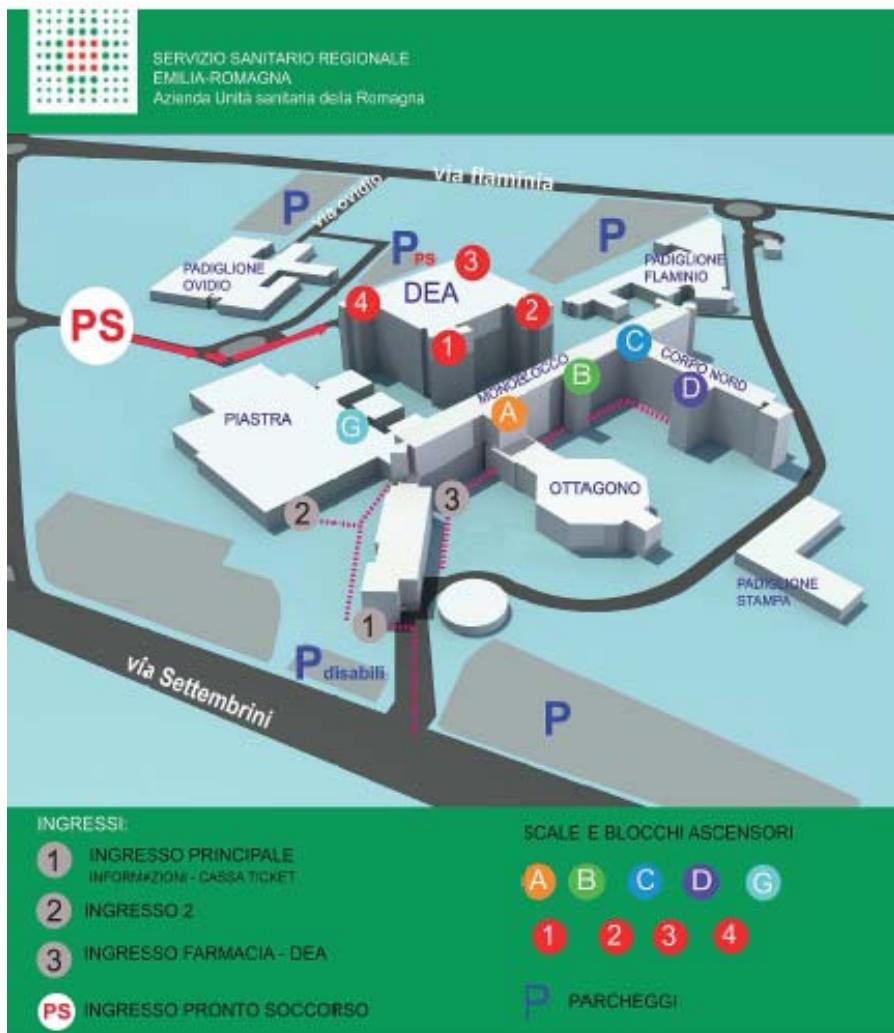 SERVIZIO SANITARIO REGIONALE
EMILIA-ROMAGNA
Azienda Unità sanitaria della Romagna
via flaminia
via ovidio
P
P
PADIGLIONE
OVIDIO
P PS
3
PADIGLIONE
FLAMINIO
DEA
4
2
PS
1
C
MONOBLOCCO
CORPO NORD
B
D
PIASTRA
G
A
3
OTTAGONO
2
PADIGLIONE
STAMPA
1
P disabili
via Settembrini
P
INGRESSI:
1 INGRESSO PRINCIPALE
INFORMAZIONI - CASSA TICKET
2 INGRESSO 2
3 INGRESSO FARMACIA - DEA
PS INGRESSO PRONTO SOCCORSO
SCALE E BLOCCHI ASCENSORI
A B C D G
1 2 3 4
P PARCHEGGI